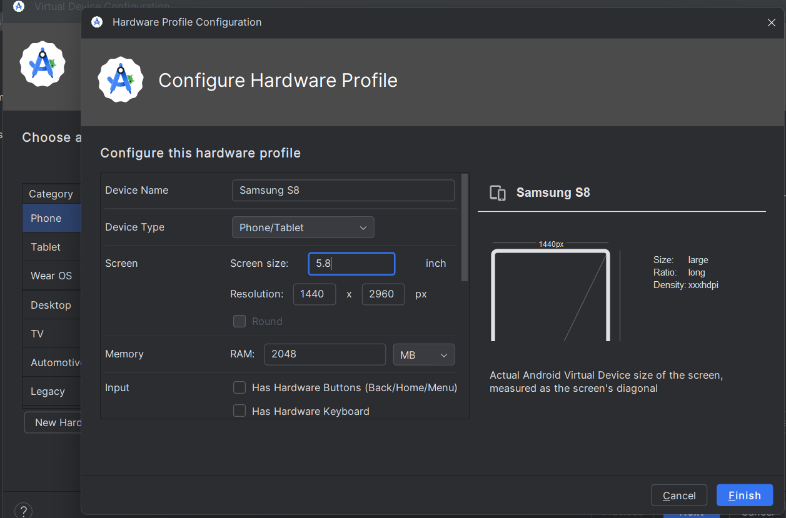 Virtual Device Configuration
Hardware Profile Configuration
Configure Hardware Profile
Choose a
Configure this hardware profile
Category
Phone
Tablet
Wear OS
Desktop
TV
Automotiv
Legacy
New Hard
?
Device Name
Samsung S8
Device Type
Phone/Tablet
Screen
Screen size: 5.8 inch
Resolution: 1440 x 2960 px
Round
Memory
RAM: 2048 MB
Input
Has Hardware Buttons (Back/Home/Menu)
Has Hardware Keyboard
Samsung S8
1440px
Size: large
Ratio: long
Density: xxxhdpi
Actual Android Virtual Device size of the screen,
measured as the screen's diagonal
Cancel
Finish